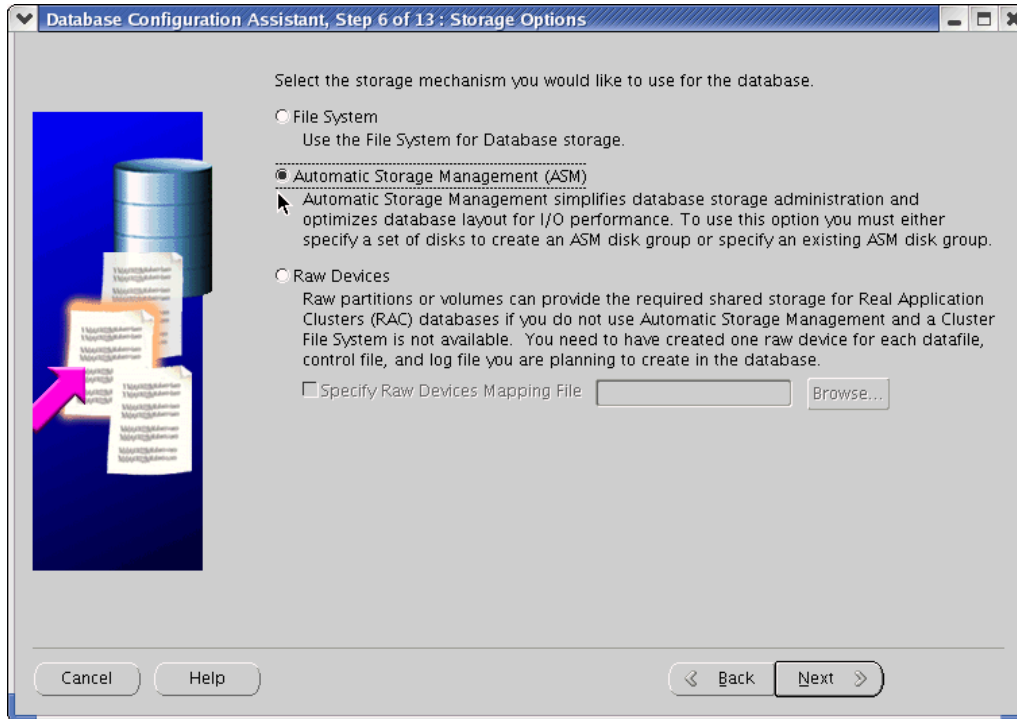 Database Configuration Assistant, Step 6 of 13 : Storage Options
Select the storage mechanism you would like to use for the database.
File System
Use the File System for Database storage.
Automatic Storage Management (ASM)
Automatic Storage Management simplifies database storage administration and
optimizes database layout for I/O performance. To use this option you must either
specify a set of disks to create an ASM disk group or specify an existing ASM disk group.
Raw Devices
Raw partitions or volumes can provide the required shared storage for Real Application
Clusters (RAC) databases if you do not use Automatic Storage Management and a Cluster
File System is not available.  You need to have created one raw device for each datafile,
control file, and log file you are planning to create in the database.
Specify Raw Devices Mapping File
Browse...
Cancel
Help
Back
Next